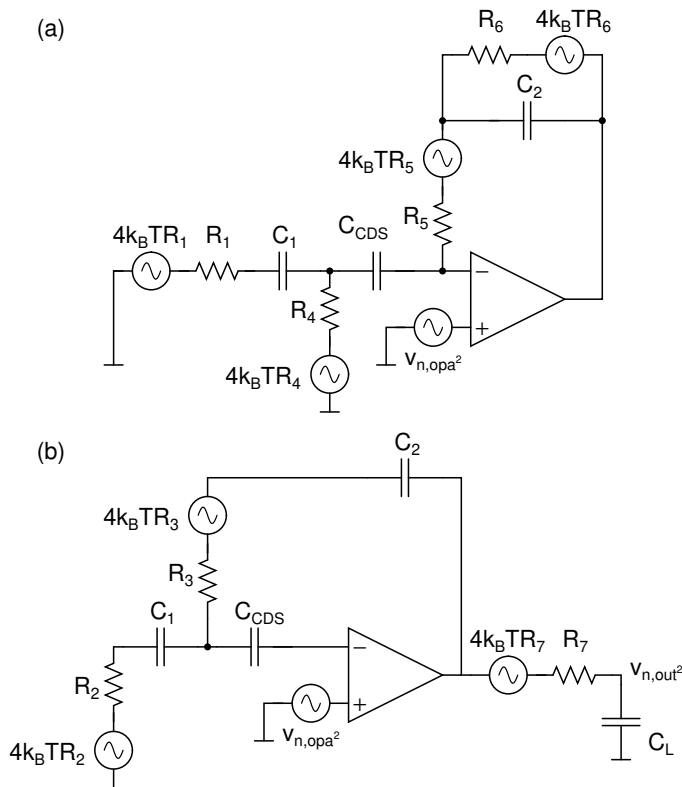 (a)
R6 4kBTR6
C2
4kBTR5
R5
4kBTR1 R1 C1 CCDS
R4
−
+
vn,opa²
4kBTR4
(b)
C2
4kBTR3
R3
C1 CCDS
R2
−
+
4kBTR7 R7
vn,out²
vn,opa²
4kBTR2
CL